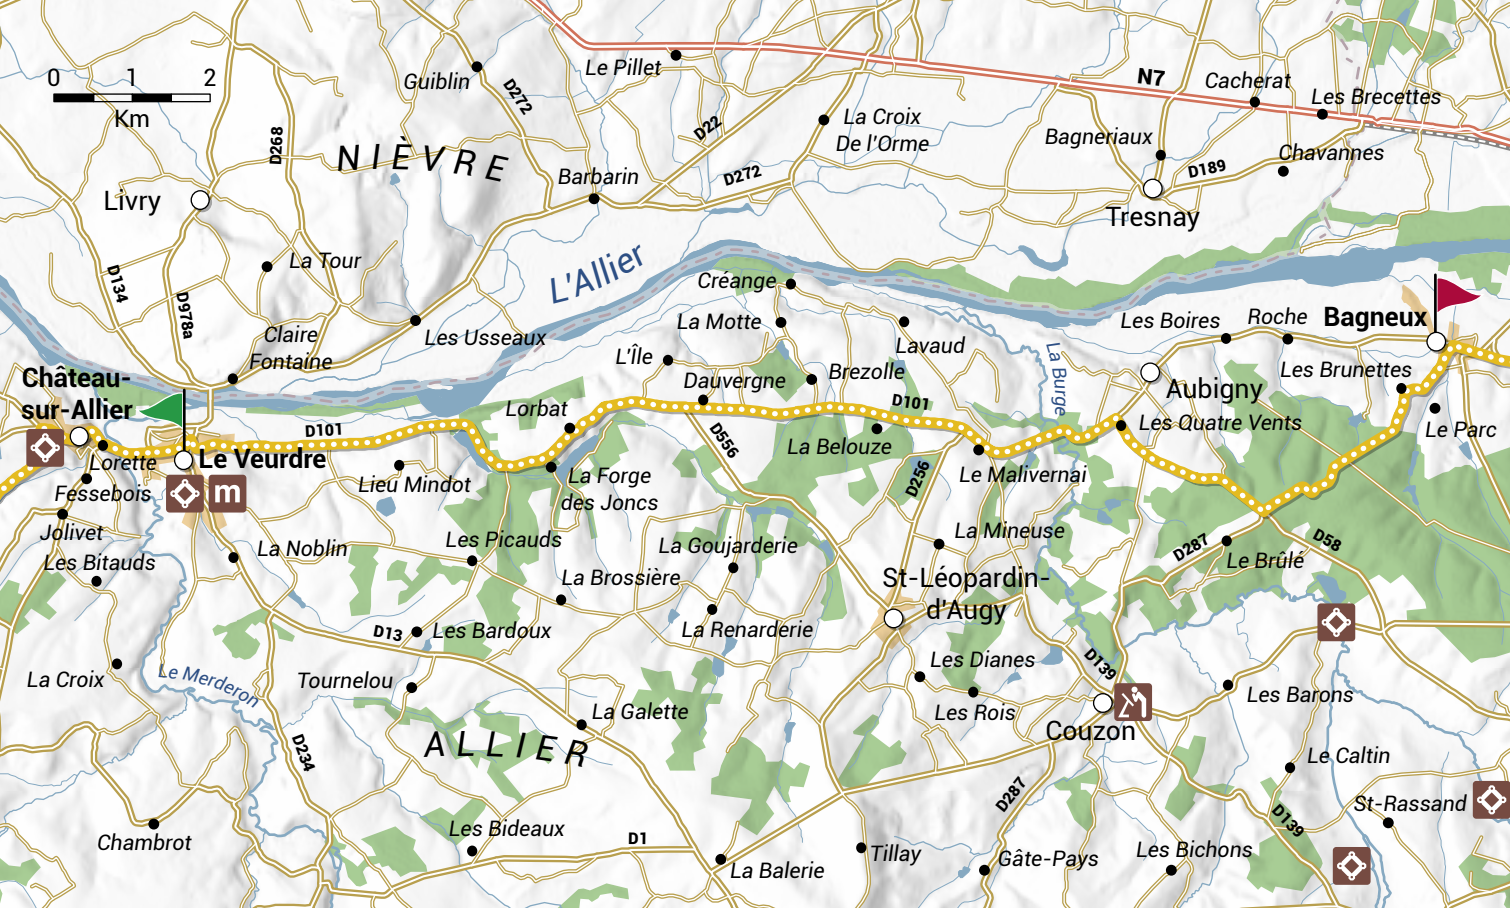 0 1 2
Km
Guiblin
D272
Le Pillet
N7
Cacherat
Les Brecettes
D268
NIÈVRE
D22
La Croix
De l'Orme
Bagneriaux
Chavannes
D189
Livry
Barbarin
D272
Tresnay
D134
La Tour
L'Allier
Créange
D978a
Claire
Fontaine
Les Usseaux
La Motte
Lavaud
Les Boires
Roche
Bagneux
L'Île
Dauvergne
Brezolle
La Burge
Aubigny
Les Brunettes
Château-
sur-Allier
Lorbat
D101
D101
D556
La Belouze
Les Quatre Vents
Le Parc
Lorette
Le Veurdre
Fessebois
m
Lieu Mindot
La Forge
des Joncs
D256
Le Malivernai
Jolivet
Les Bitauds
La Noblin
Les Picauds
La Goujarderie
La Mineuse
D287
Le Brûlé
D58
La Brossière
St-Léopardin-
d'Augy
D13
Les Bardoux
La Renarderie
La Croix
Le Merderon
Tournelou
Les Dianes
D139
Les Barons
La Galette
Les Rois
Couzon
ALLIER
D234
Le Caltin
D287
St-Rassand
D139
Chambrot
Les Bideaux
D1
La Balerie
Tillay
Gâte-Pays
Les Bichons